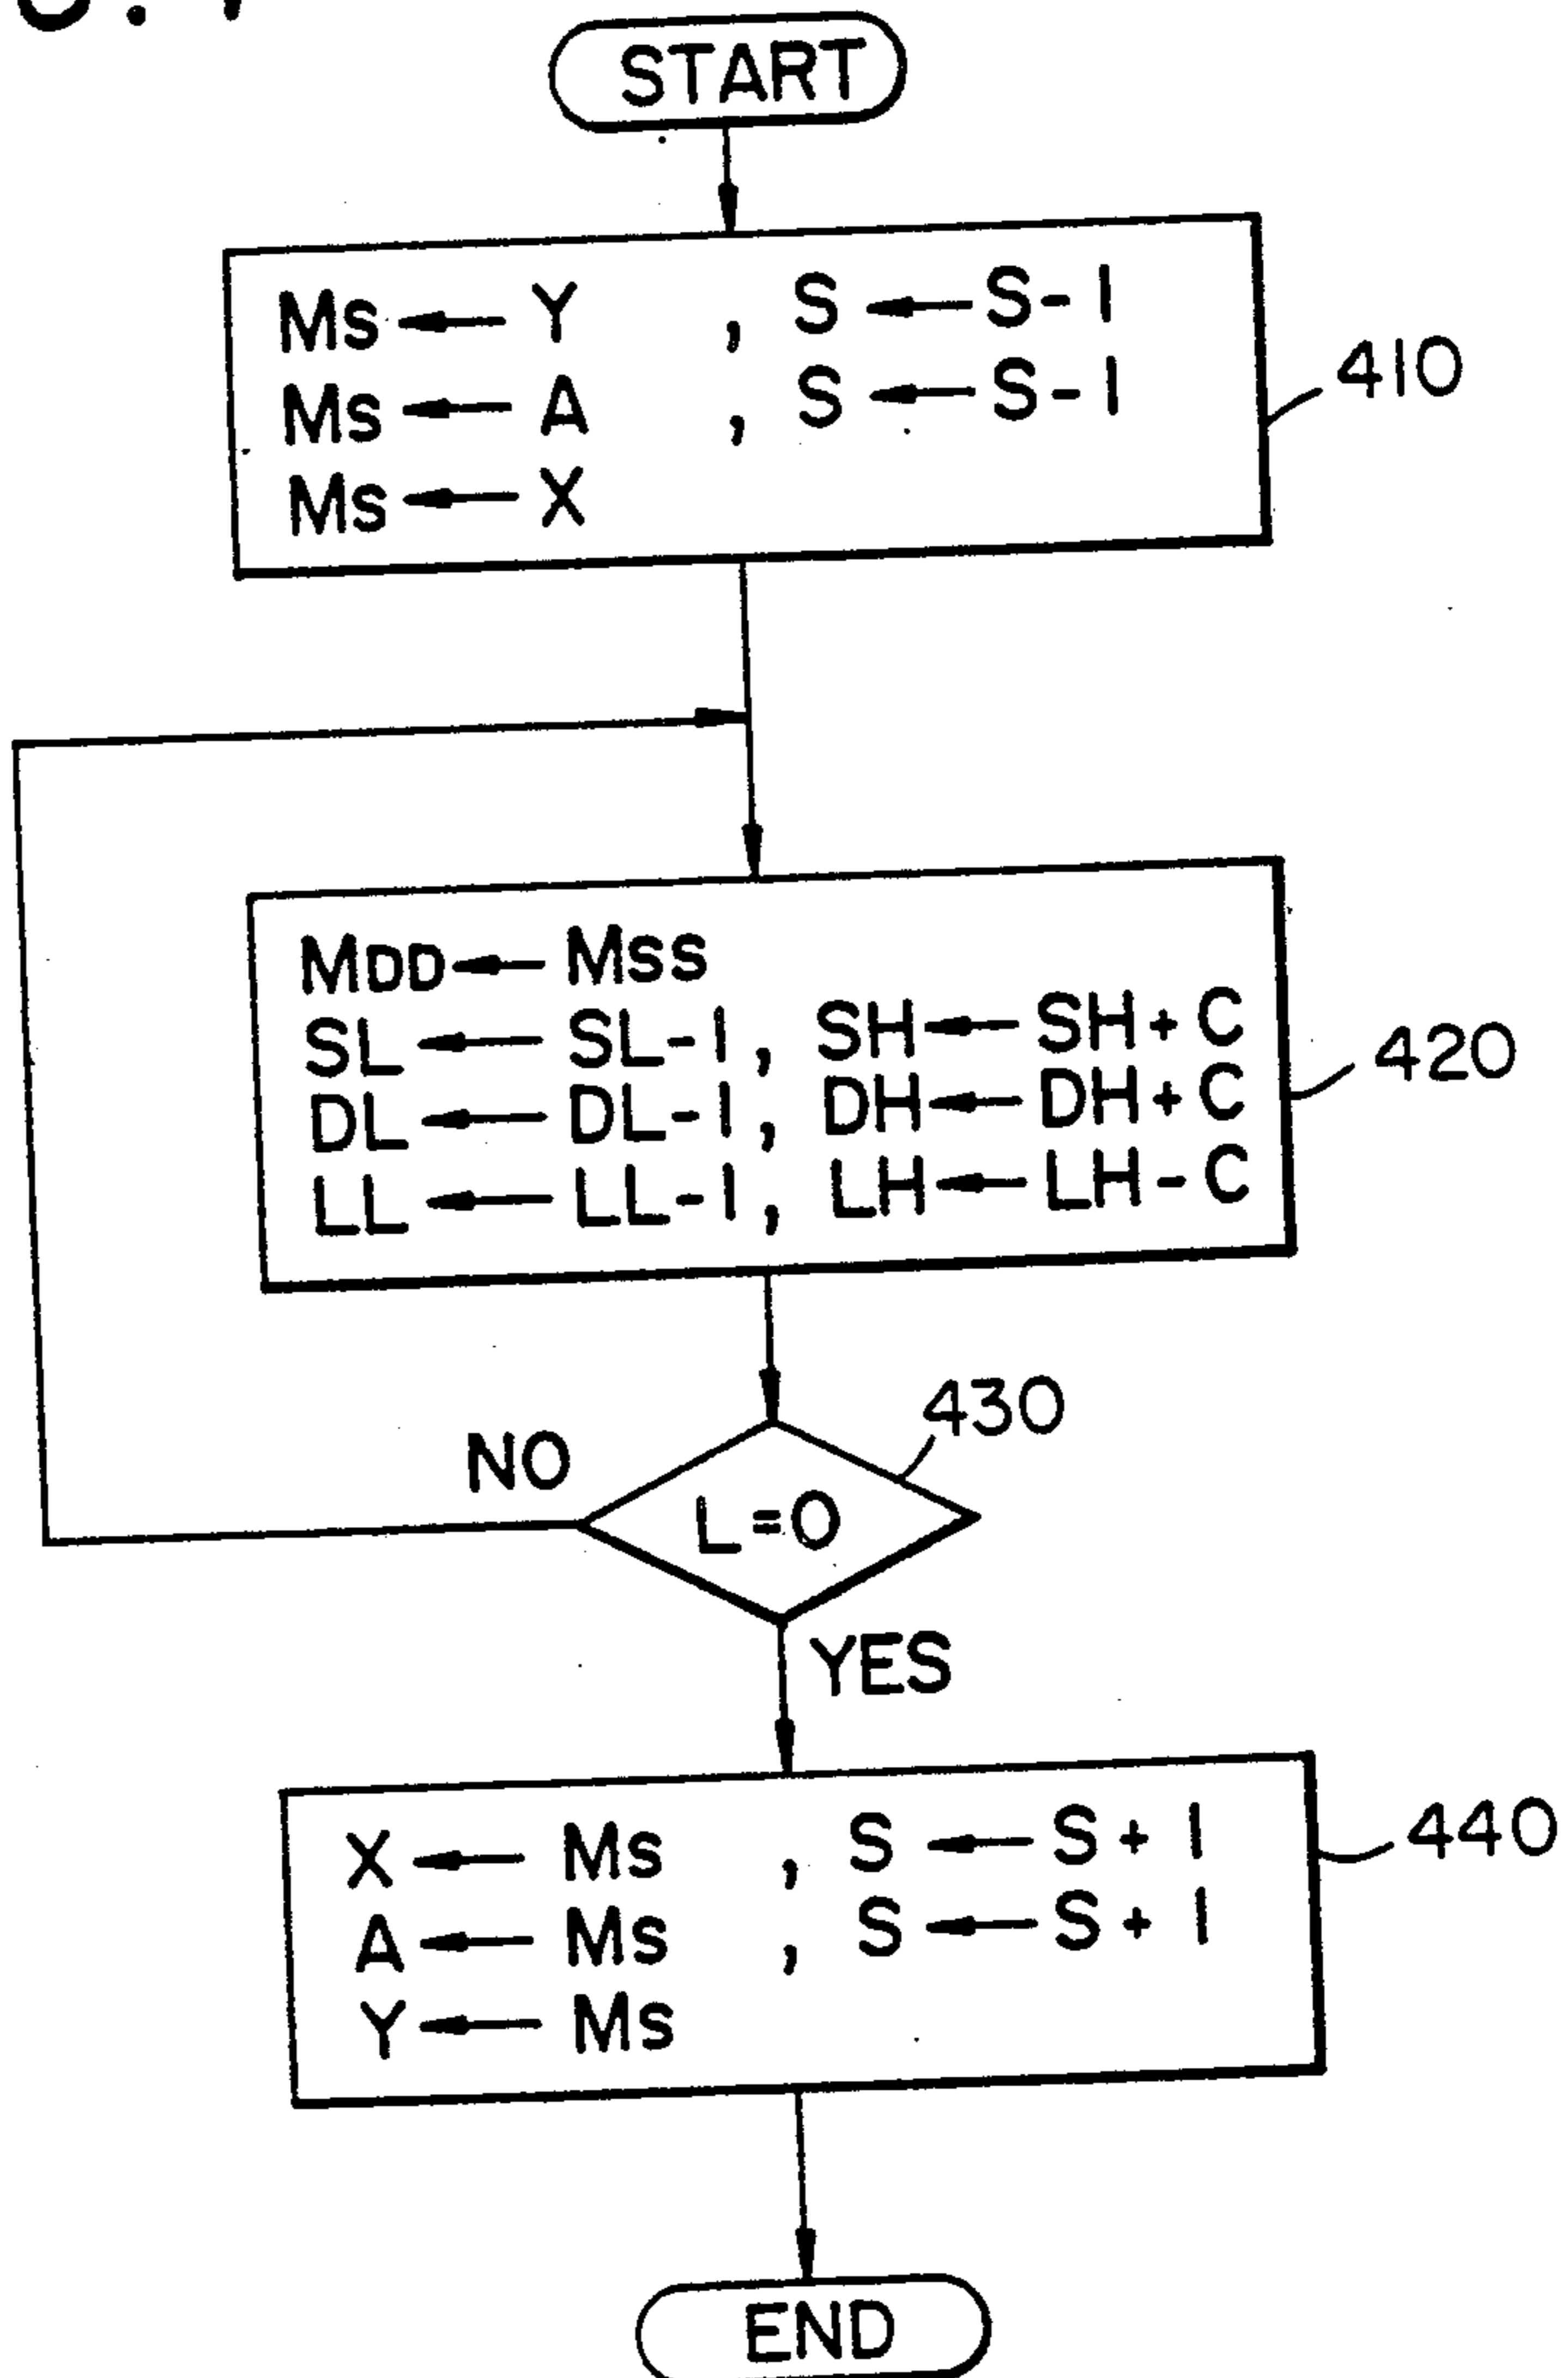 START
Ms ← Y , S ← S-1
Ms ← A , S ← S-1
Ms ← X
410
MDD ← Mss
SL ← SL-1, SH ← SH+C
DL ← DL-1, DH ← DH+C
LL ← LL-1, LH ← LH-C
420
430
NO
L=0
YES
X ← Ms , S ← S+1
A ← Ms , S ← S+1
Y ← Ms
440
END